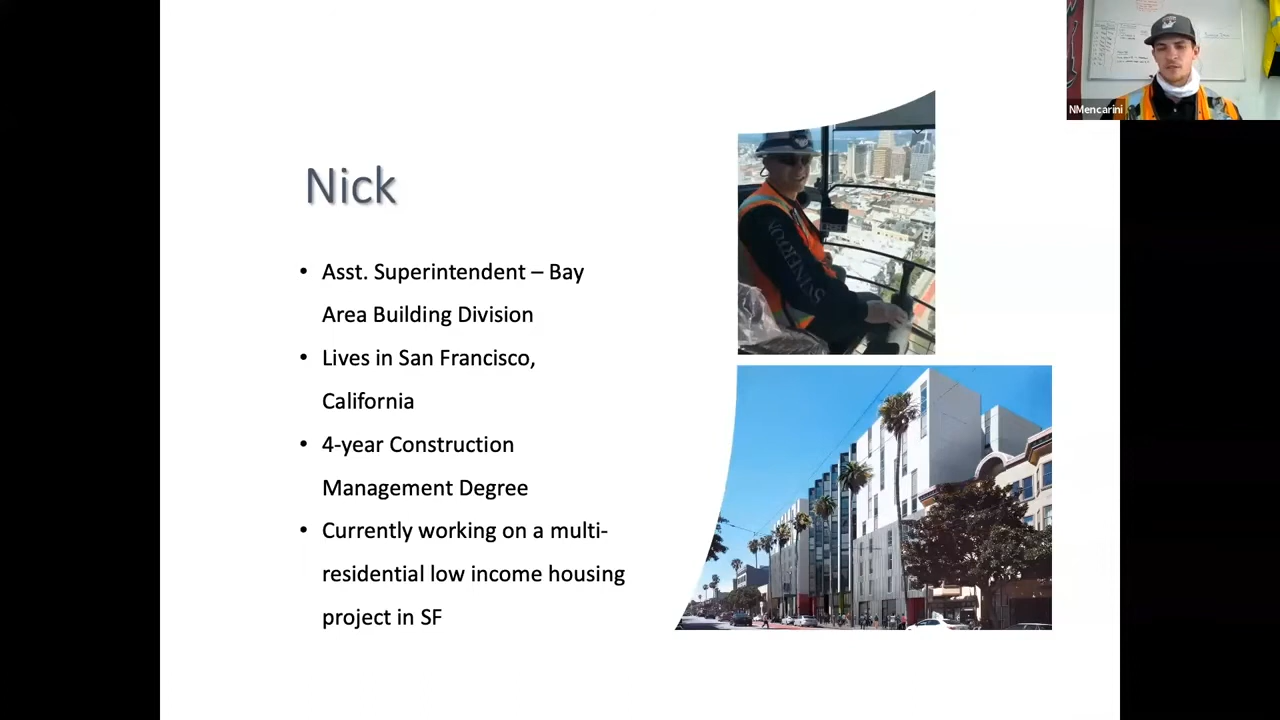 NMencarini
Nick
• Asst. Superintendent – Bay
Area Building Division
• Lives in San Francisco,
California
• 4-year Construction
Management Degree
• Currently working on a multi-
residential low income housing
project in SF
SWINERTON